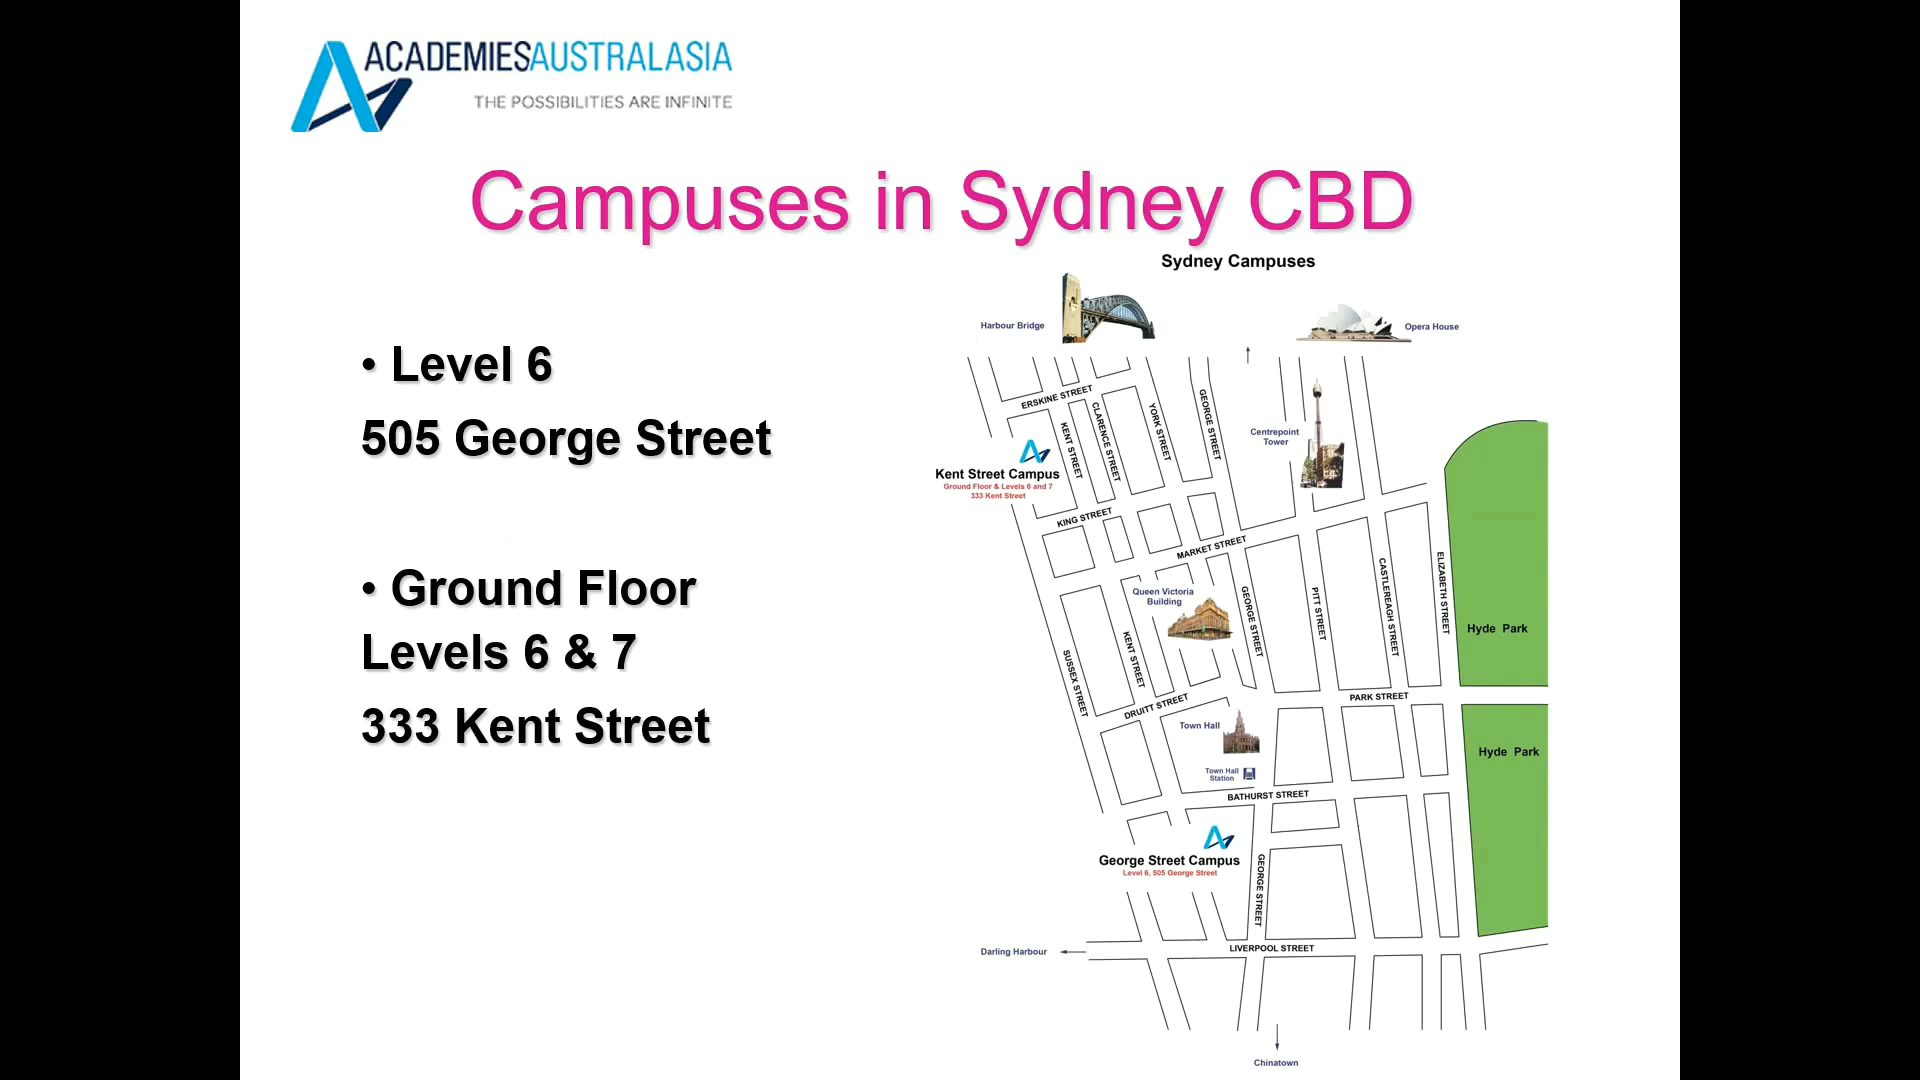 ACADEMIESAUSTRALASIA
THE POSSIBILITIES ARE INFINITE
Campuses in Sydney CBD
• Level 6
505 George Street
• Ground Floor
Levels 6 & 7
333 Kent Street
Sydney Campuses
Harbour Bridge
Opera House
ERSKINE STREET
KENT STREET
CLARENCE STREET
YORK STREET
GEORGE STREET
Centrepoint
Tower
Kent Street Campus
Ground Floor & Levels 6 and 7
333 Kent Street
KING STREET
MARKET STREET
Queen Victoria
Building
GEORGE STREET
PITT STREET
CASTLEREAGH STREET
ELIZABETH STREET
Hyde Park
SUSSEX STREET
KENT STREET
DRUITT STREET
PARK STREET
Town Hall
Hyde Park
Town Hall
Station
BATHURST STREET
George Street Campus
Level 6, 505 George Street
GEORGE STREET
LIVERPOOL STREET
Darling Harbour
Chinatown